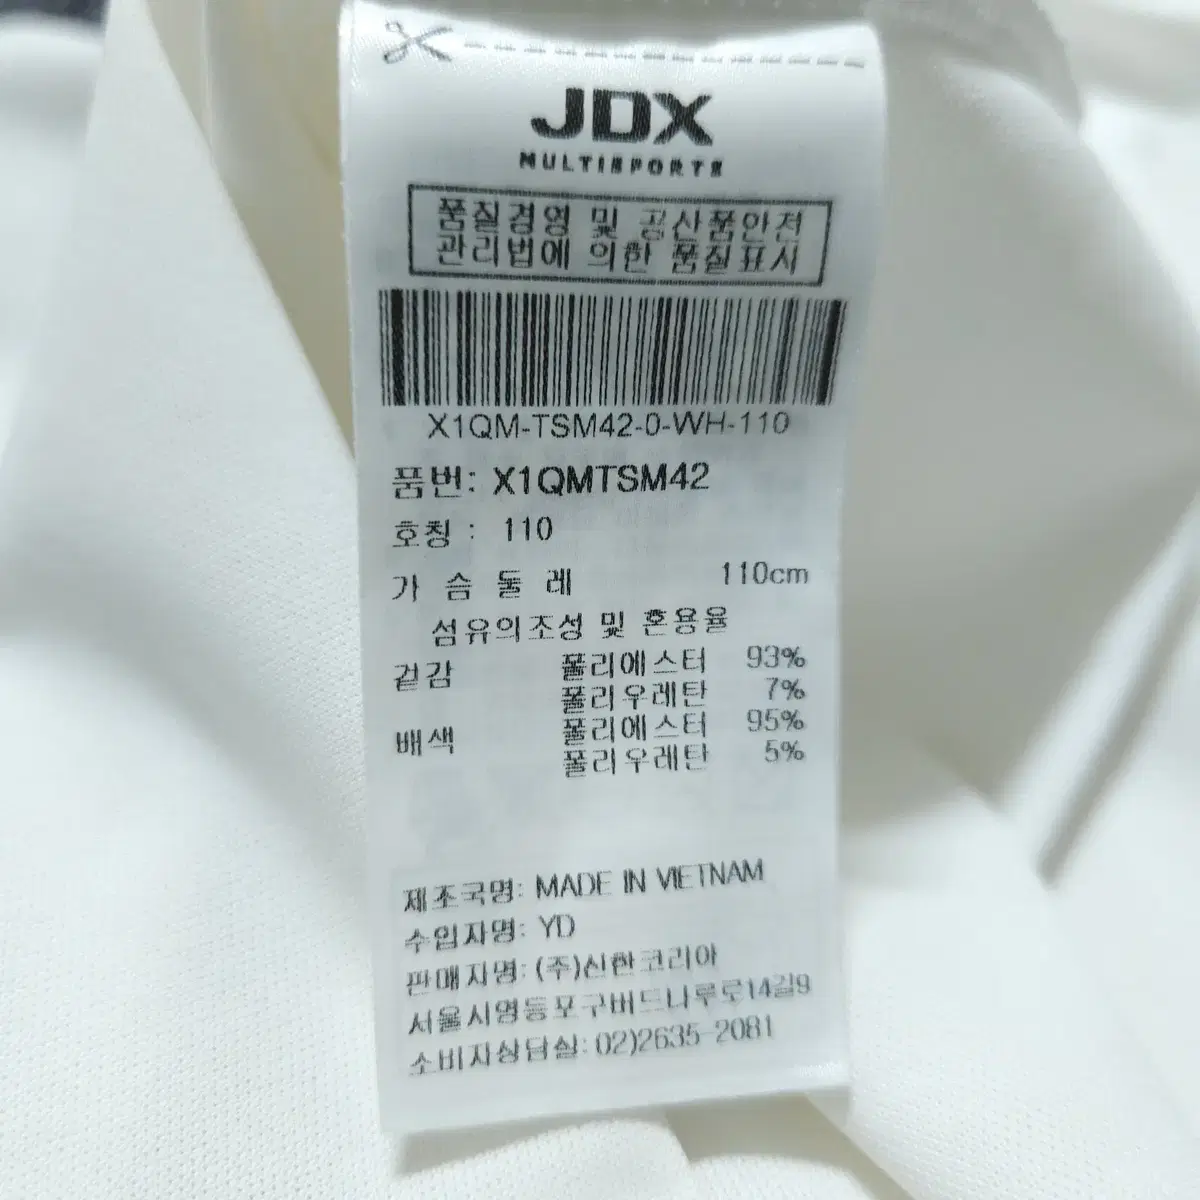 JDX
MULTISPORTS
품질경영 및 공산품안전
관리법에 의한 품질표시
X1QM-TSM42-0-WH-110
품번: X1QMTSM42
호칭 : 110
가 슴 둘 레 110cm
섬유의조성 및 혼용율
겉감 폴리에스터 93%
폴리우레탄 7%
배색 폴리에스터 95%
폴리우레탄 5%
제조국명: MADE IN VIETNAM
수입자명: YD
판매자명: (주)신한코리아
서울시영등포구버드나루로14길9
소비자상담실: 02)2635-2081